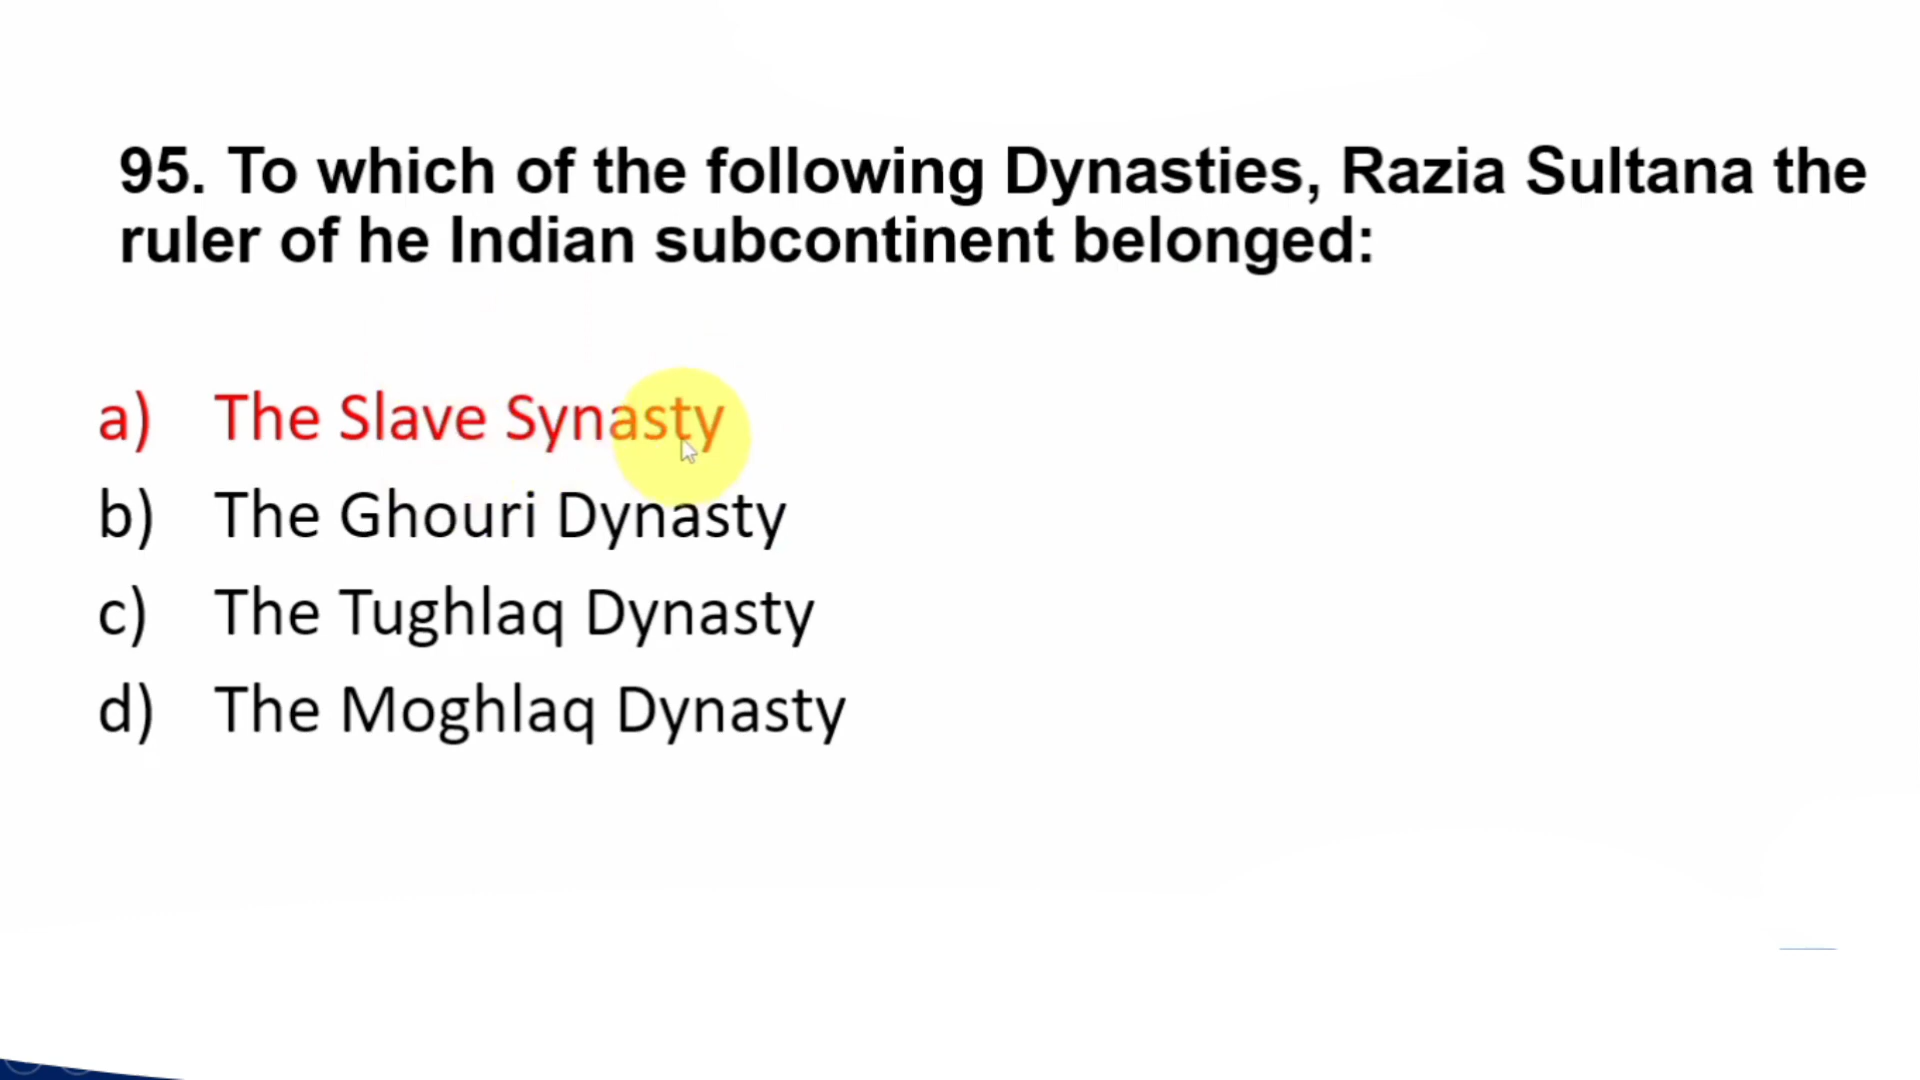 95. To which of the following Dynasties, Razia Sultana the
ruler of he Indian subcontinent belonged:
a) The Slave Synasty
b) The Ghouri Dynasty
c) The Tughlaq Dynasty
d) The Moghlaq Dynasty